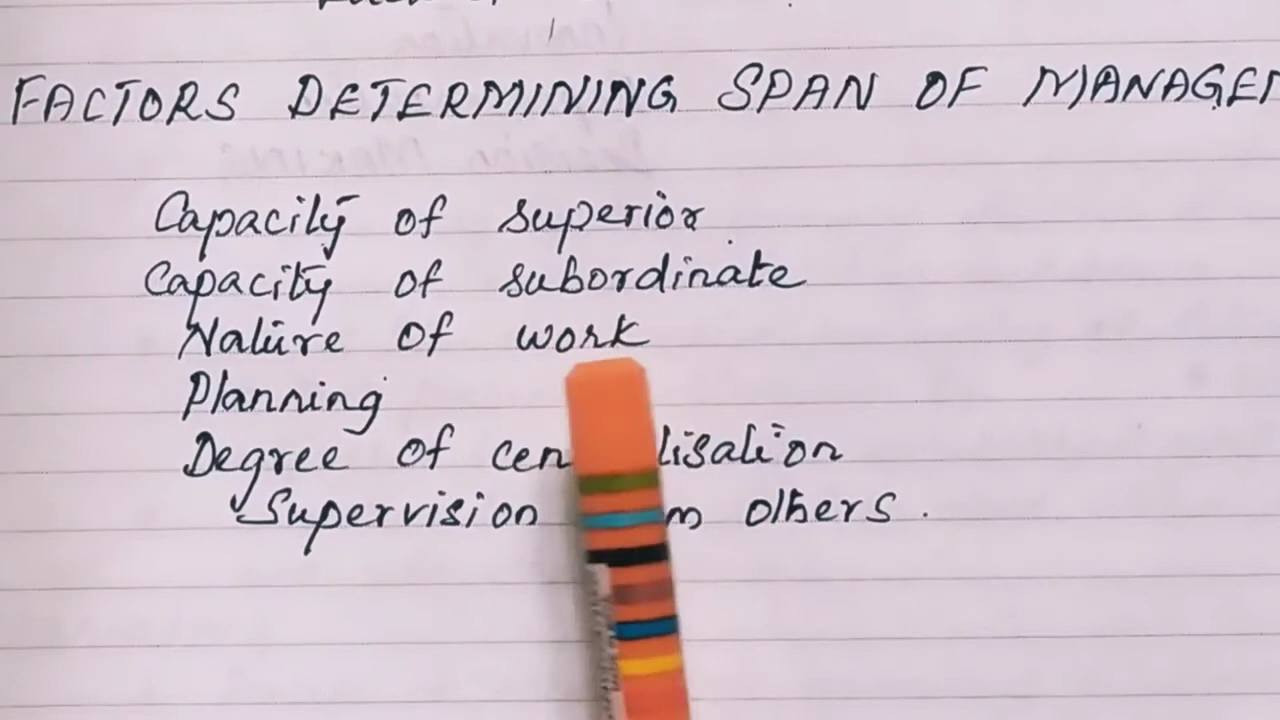 FACTORS DETERMINING SPAN OF MANAGE
Capacity of superior
Capacity of subordinate
Nature of work
Planning
Degree of cen lisation
Supervision m others.